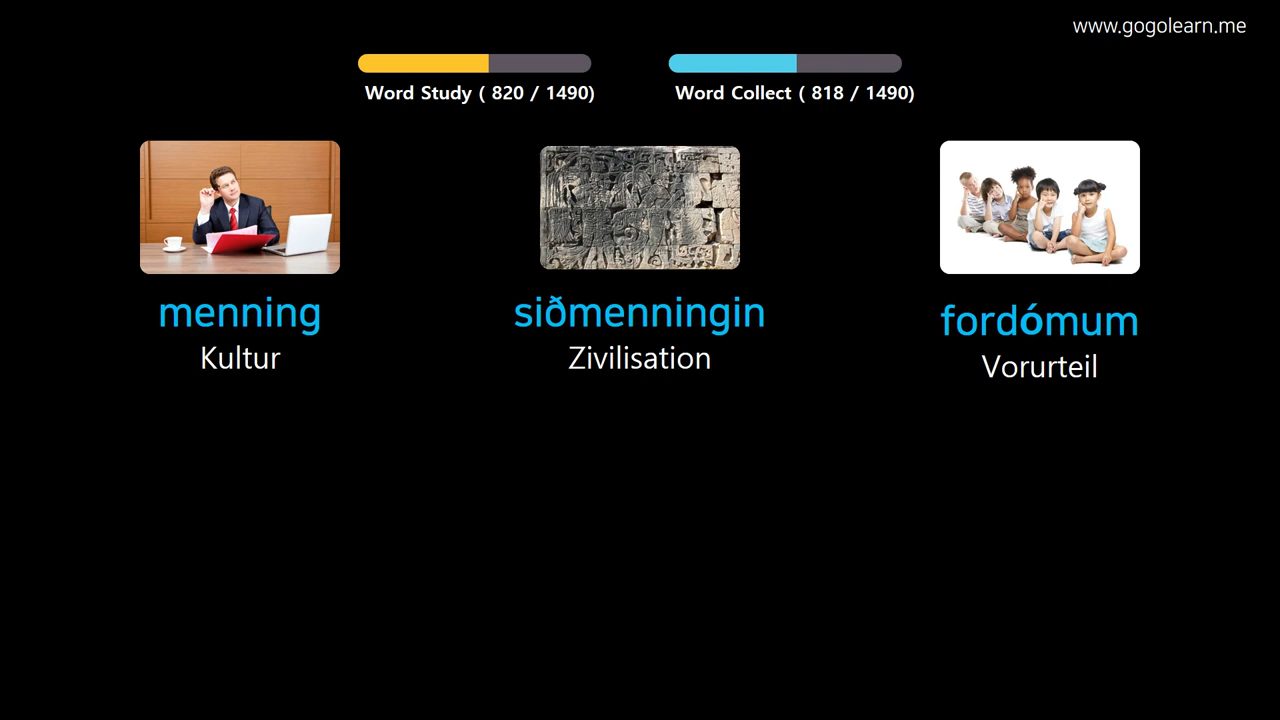 www.gogolearn.me
Word Study ( 820 / 1490)
Word Collect ( 818 / 1490)
menning
Kultur
siðmenningin
Zivilisation
fordómum
Vorurteil